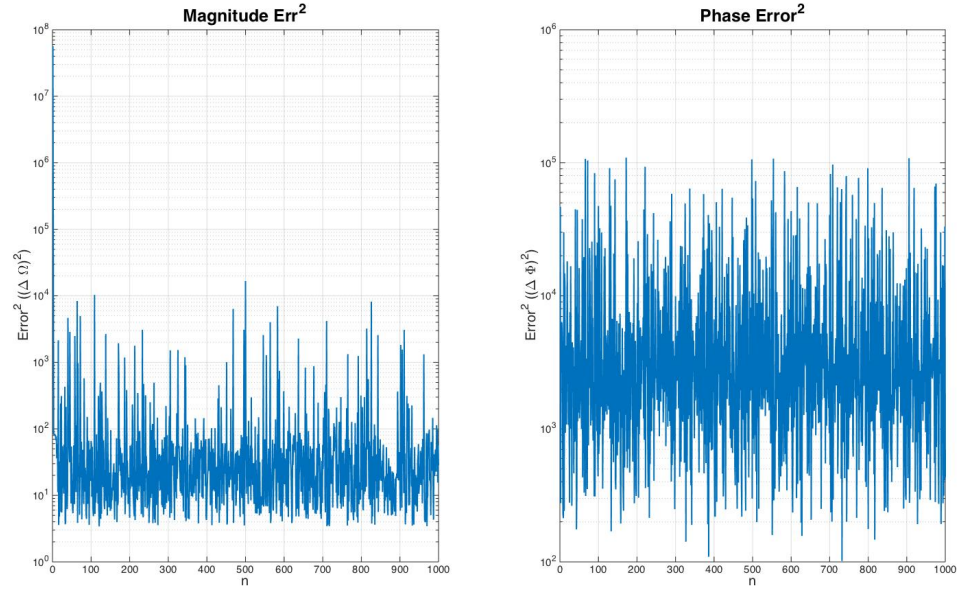 Magnitude Err²
Error² ((Δ Ω)²)
10⁸
10⁷
10⁶
10⁵
10⁴
10³
10²
10¹
10⁰
0 100 200 300 400 500 600 700 800 900 1000
n
Phase Error²
Error² ((Δ Φ)²)
10⁶
10⁵
10⁴
10³
10²
0 100 200 300 400 500 600 700 800 900 1000
n